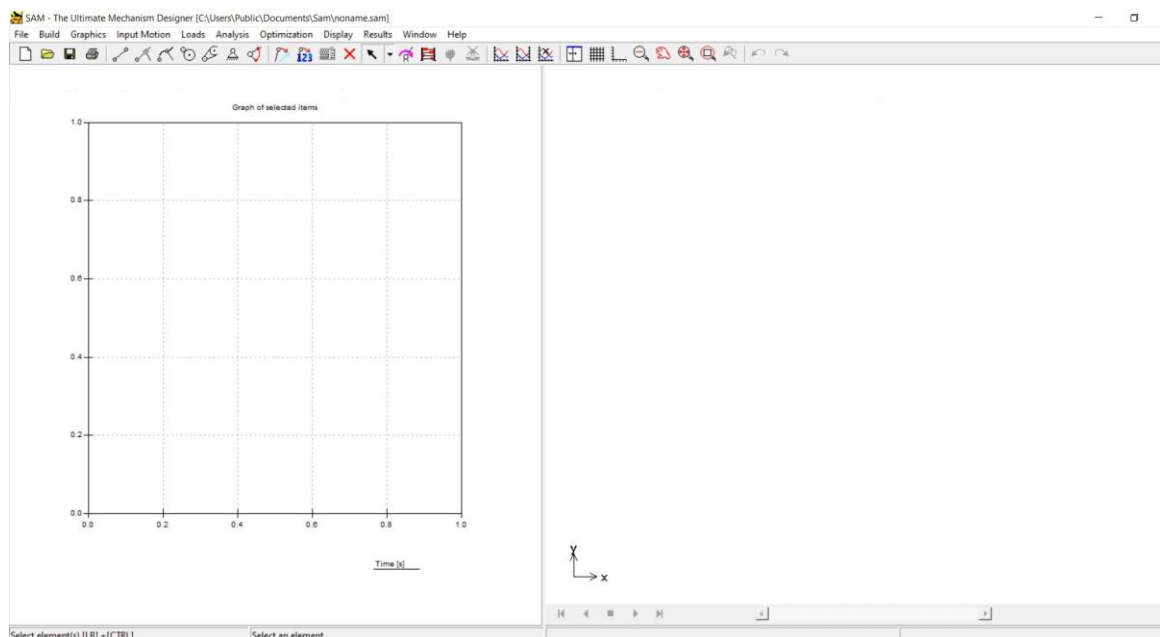 SAM - The Ultimate Mechanism Designer [C:\Users\Public\Documents\Sam\noname.sam]
File Build Graphics Input Motion Loads Analysis Optimization Display Results Window Help
123
Graph of selected items
1.0
0.8
0.6
0.4
0.2
0.0
0.0 0.2 0.4 0.6 0.8 1.0
Time [s]
y
x
Select element(s) [LB] +[CTRL] Select an element